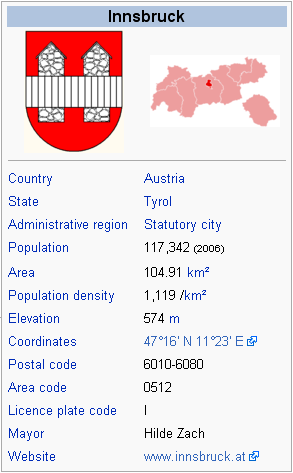 Innsbruck
Country Austria
State Tyrol
Administrative region Statutory city
Population 117,342 (2006)
Area 104.91 km²
Population density 1,119 /km²
Elevation 574 m
Coordinates 47°16' N 11°23' E
Postal code 6010-6080
Area code 0512
Licence plate code I
Mayor Hilde Zach
Website www.innsbruck.at